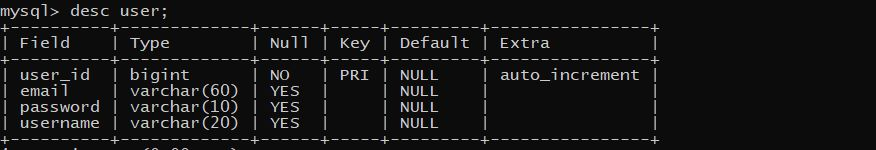 mysql> desc user;
+----------+-------------+------+-----+---------+----------------+
| Field    | Type        | Null | Key | Default | Extra          |
+----------+-------------+------+-----+---------+----------------+
| user_id  | bigint      | NO   | PRI | NULL    | auto_increment |
| email    | varchar(60) | YES  |     | NULL    |                |
| password | varchar(10) | YES  |     | NULL    |                |
| username | varchar(20) | YES  |     | NULL    |                |
+----------+-------------+------+-----+---------+----------------+